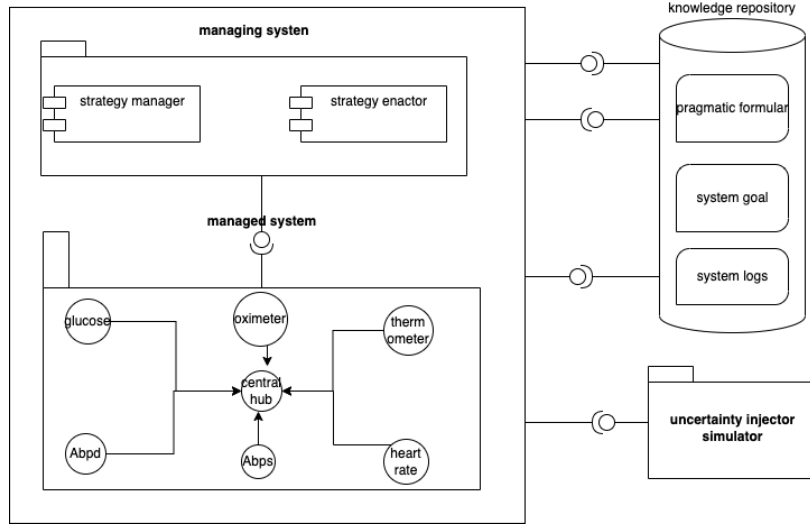 knowledge repository
managing systen
strategy manager
strategy enactor
pragmatic formular
system goal
system logs
managed system
glucose
oximeter
therm
ometer
central
hub
Abpd
Abps
heart
rate
uncertainty injector
simulator